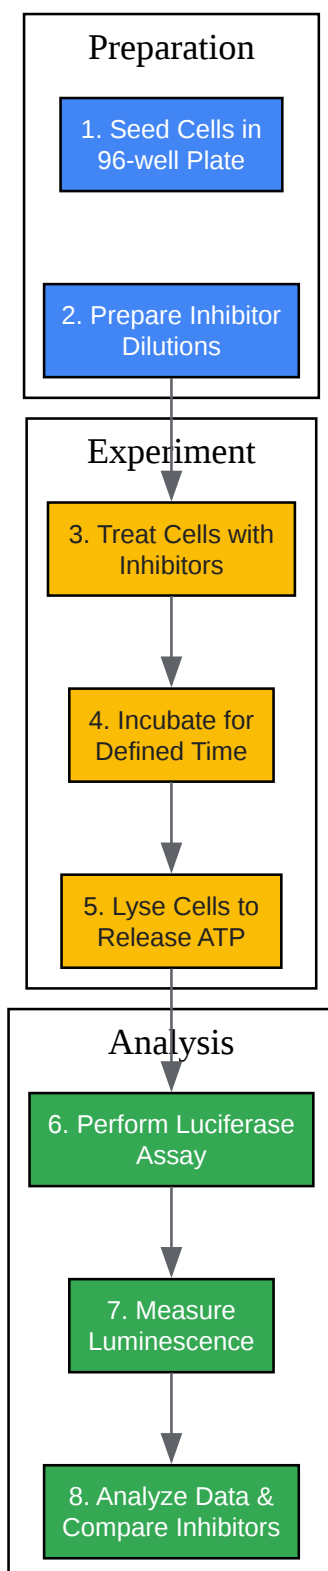 Preparation
1. Seed Cells in
96-well Plate
2. Prepare Inhibitor
Dilutions
Experiment
3. Treat Cells with
Inhibitors
4. Incubate for
Defined Time
5. Lyse Cells to
Release ATP
Analysis
6. Perform Luciferase
Assay
7. Measure
Luminescence
8. Analyze Data &
Compare Inhibitors